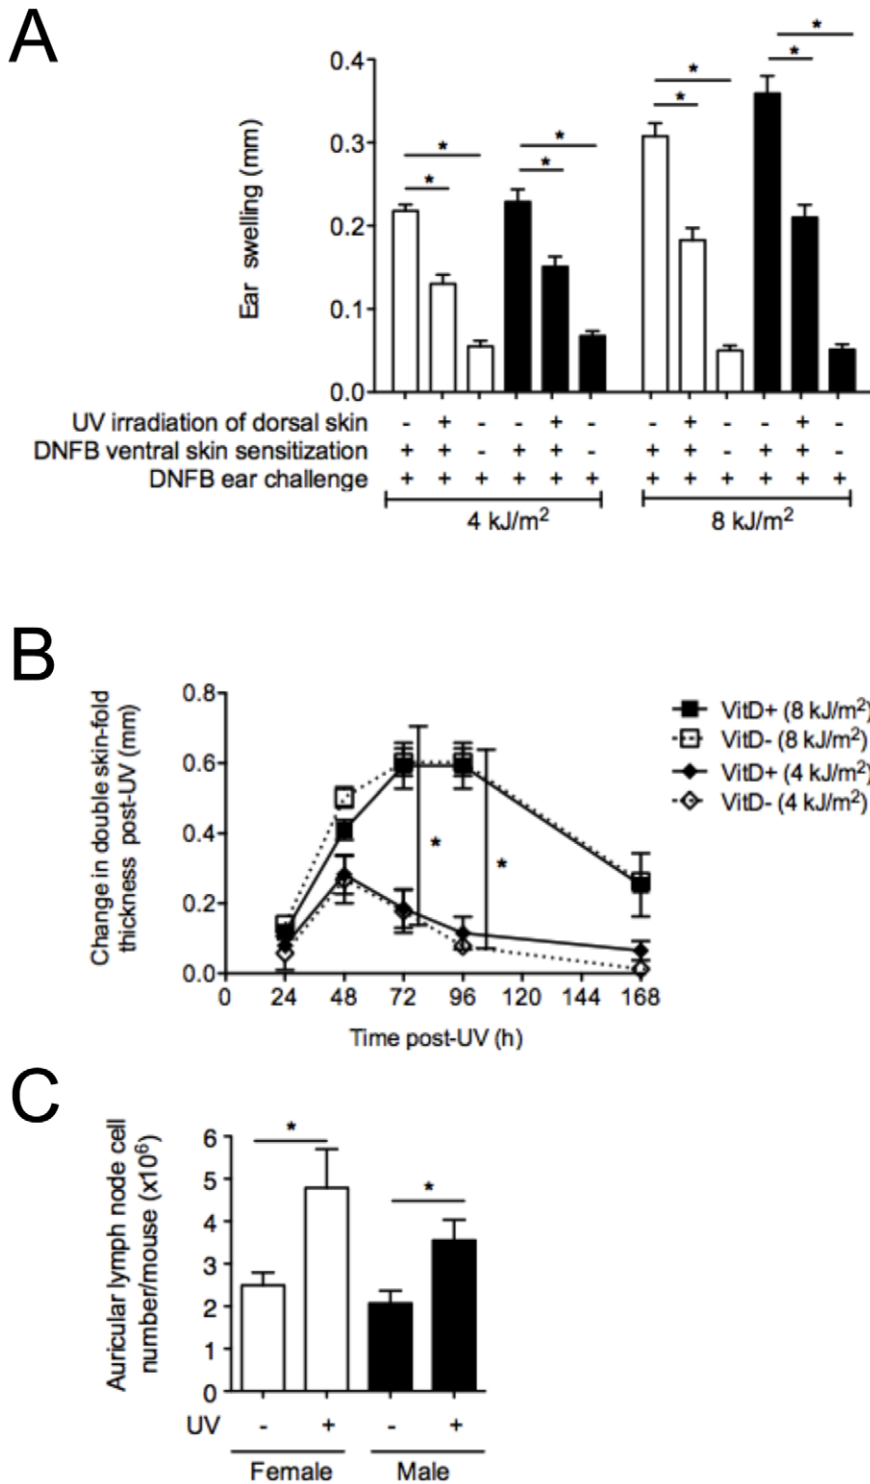 A
Ear swelling (mm)
0.4
0.3
0.2
0.1
0.0
* * * * * * * *
UV irradiation of dorsal skin - + - - + - - + - - + -
DNFB ventral skin sensitization + + - + + - + + - + + -
DNFB ear challenge + + + + + + + + + + + +
4 kJ/m² 8 kJ/m²
B
Change in double skin-fold
thickness post-UV (mm)
0.8
0.6
0.4
0.2
0.0
* *
0 24 48 72 96 120 144 168
Time post-UV (h)
VitD+ (8 kJ/m²)
VitD- (8 kJ/m²)
VitD+ (4 kJ/m²)
VitD- (4 kJ/m²)
C
Auricular lymph node cell
number/mouse (x10⁶)
6
5
4
3
2
1
0
* *
UV - + - +
Female Male